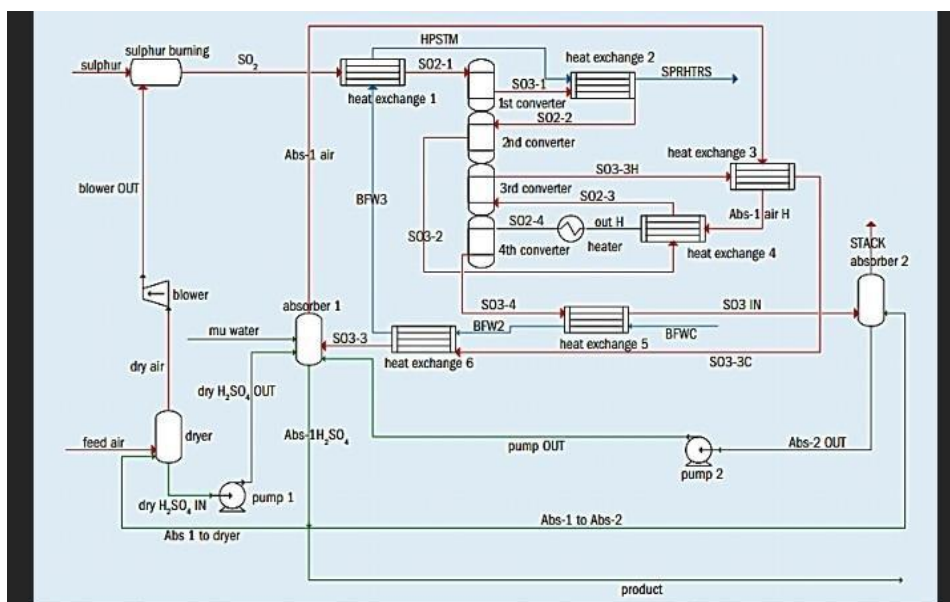 HPSTM
sulphur burning
heat exchange 2
sulphur
SO2
SO2-1
SO3-1
SPRHTRS
heat exchange 1
1st converter
SO2-2
2nd converter
Abs-1 air
heat exchange 3
blower OUT
SO3-3H
3rd converter
BFW3
SO2-3
Abs-1 air H
SO2-4
out H
SO3-2
STACK
4th converter
heater
heat exchange 4
absorber 2
blower
absorber 1
SO3-4
SO3 IN
mu water
BFW2
BFWC
SO3-3
heat exchange 5
SO3-3C
dry air
heat exchange 6
dry H2SO4 OUT
feed air
dryer
Abs-1H2SO4
pump OUT
Abs-2 OUT
pump 2
dry H2SO4 IN
pump 1
Abs-1 to Abs-2
Abs 1 to dryer
product